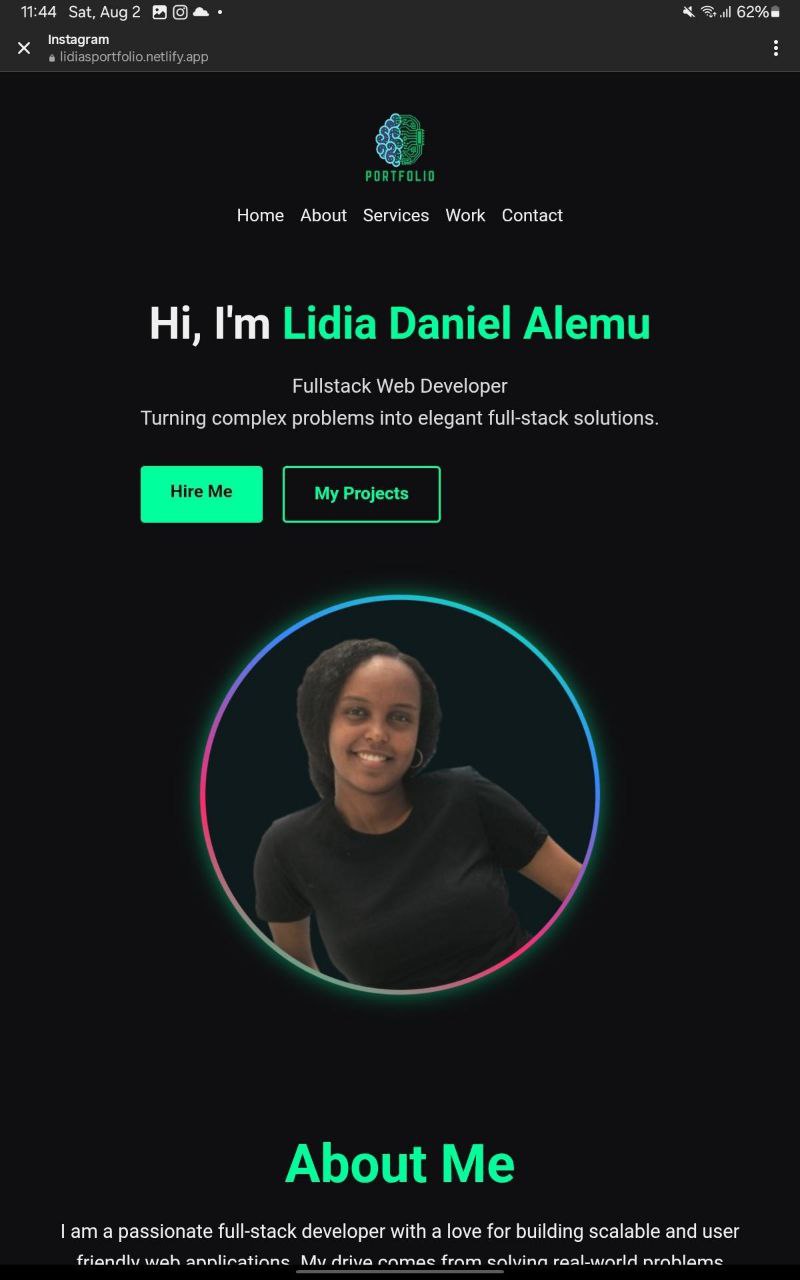 11:44 Sat, Aug 2 62%
Instagram
lidiasportfolio.netlify.app
PORTFOLIO
Home About Services Work Contact
Hi, I'm Lidia Daniel Alemu
Fullstack Web Developer
Turning complex problems into elegant full-stack solutions.
Hire Me My Projects
About Me
I am a passionate full-stack developer with a love for building scalable and user
friendly web applications. My drive comes from solving real-world problems